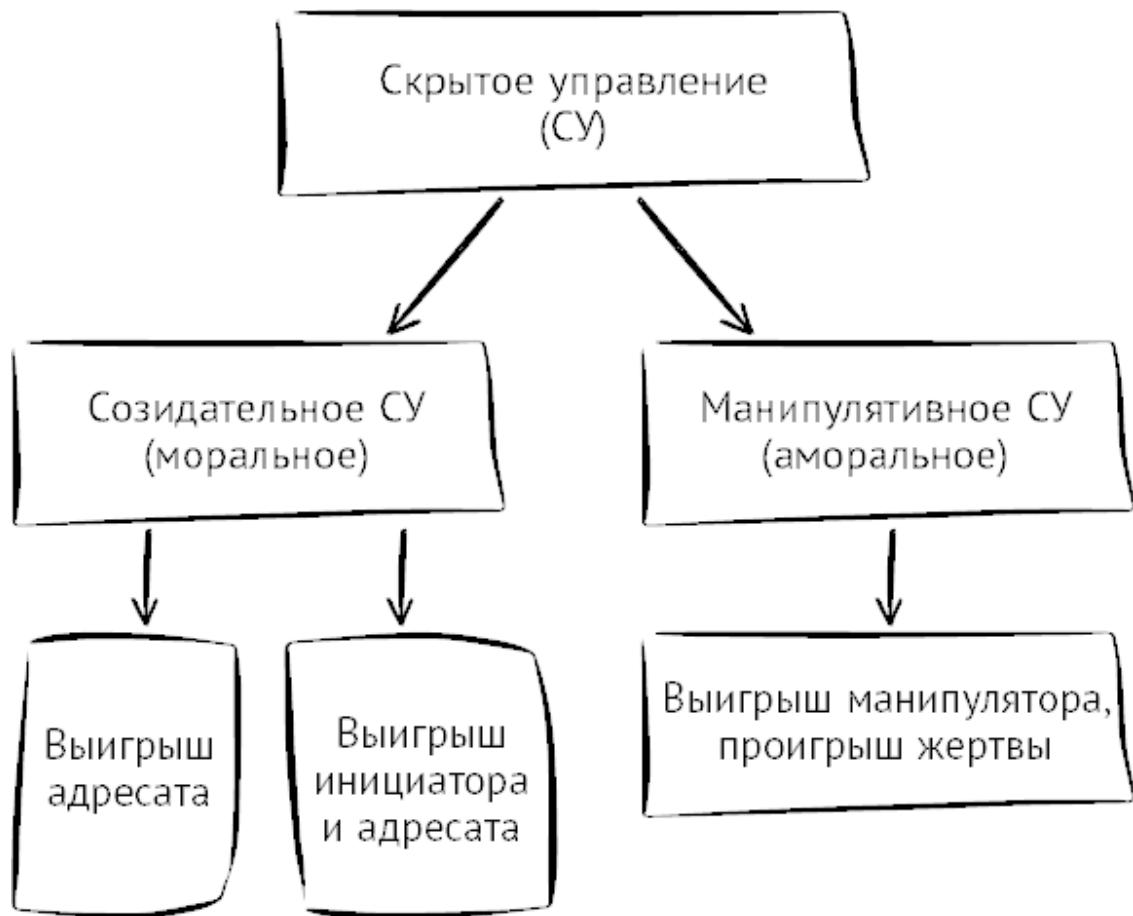 Скрытое управление
(СУ)
Созидательное СУ
(моральное)
Манипулятивное СУ
(аморальное)
Выигрыш
адресата
Выигрыш
инициатора
и адресата
Выигрыш манипулятора,
проигрыш жертвы